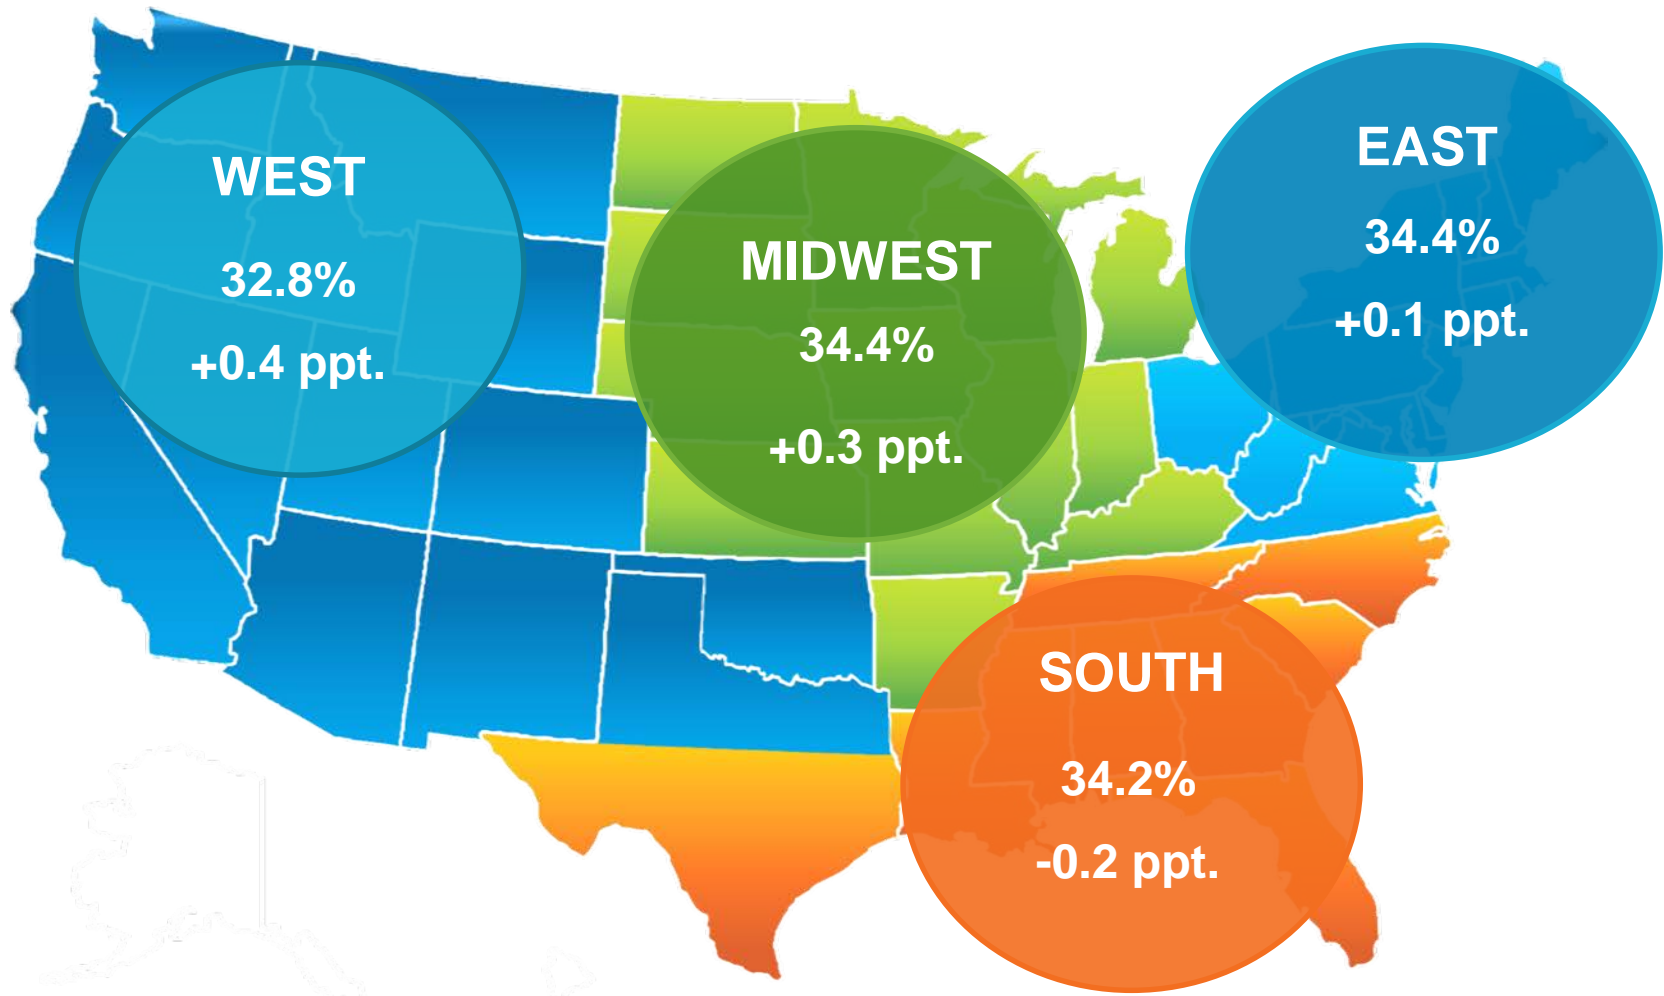 WEST
32.8%
+0.4 ppt.
MIDWEST
34.4%
+0.3 ppt.
EAST
34.4%
+0.1 ppt.
SOUTH
34.2%
-0.2 ppt.